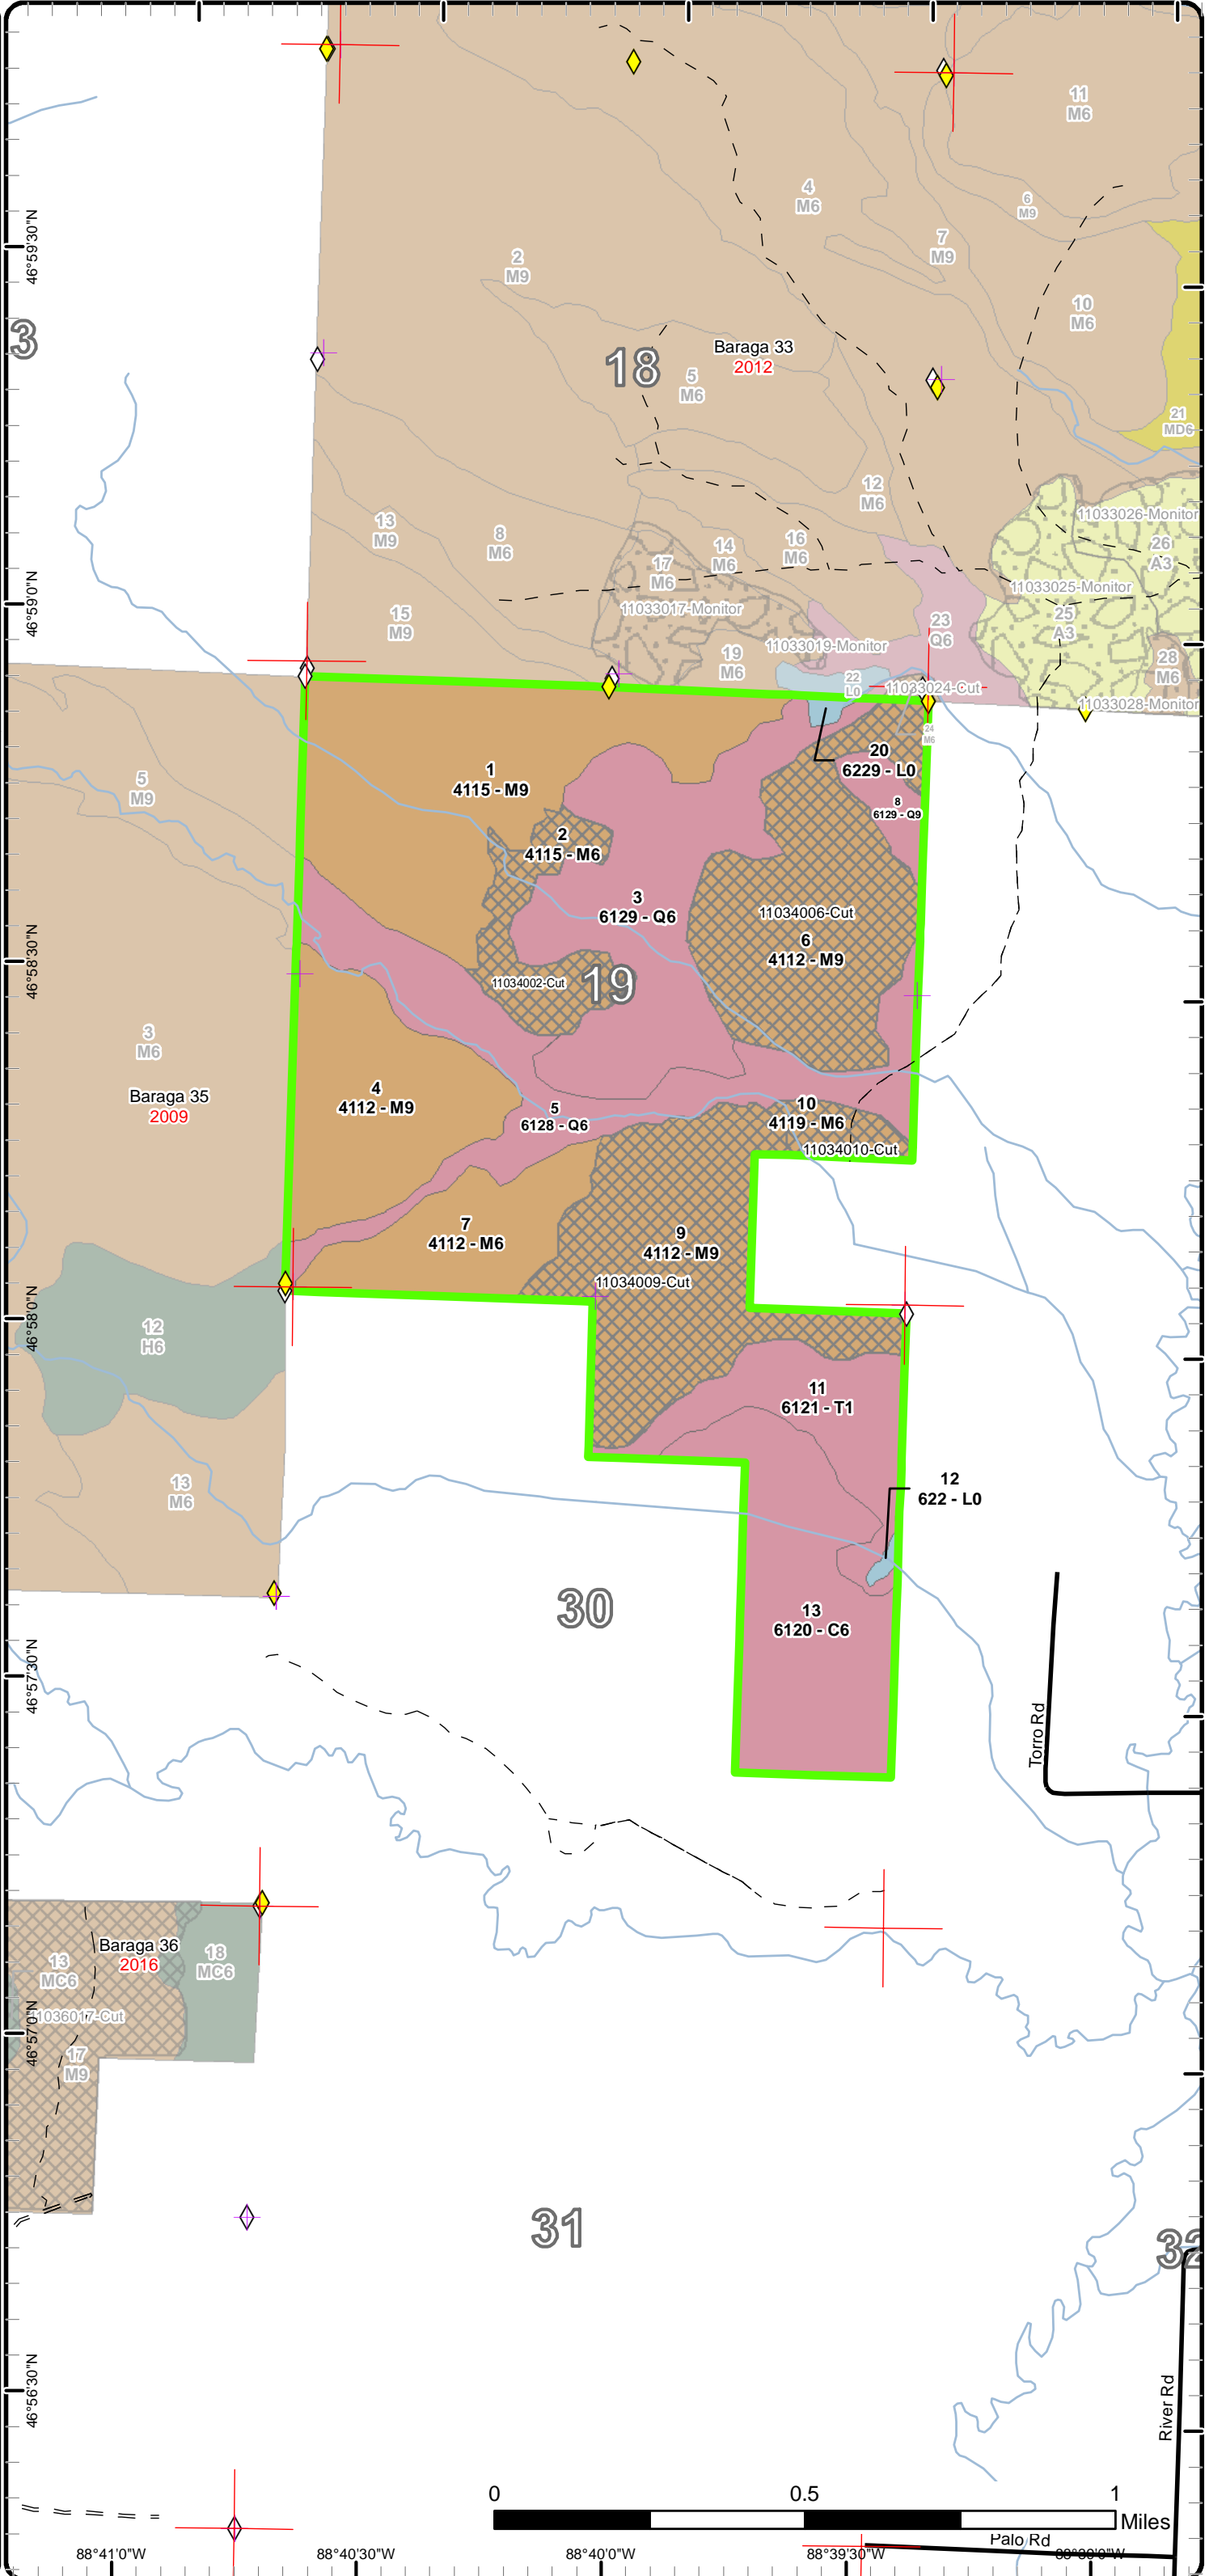 11
M6
4
M6
6
M9
46°59'30"N
2
M9
7
M9
10
M6
3
18
Baraga 33
2012
5
M6
21
MD6
12
M6
13
M9
8
M6
14
M6
16
M6
17
M6
11033026-Monitor
26
A3
46°59'0"N
15
M9
11033017-Monitor
11033025-Monitor
25
A3
23
Q6
11033019-Monitor
19
M6
28
M6
22
L0
11033024-Cut
11033028-Monitor
24
M6
20
6229 - L0
1
4115 - M9
5
M9
8
6129 - Q9
2
4115 - M6
3
6129 - Q6
11034006-Cut
6
4112 - M9
46°58'30"N
11034002-Cut
19
3
M6
Baraga 35
2009
4
4112 - M9
5
6128 - Q6
10
4119 - M6
11034010-Cut
7
4112 - M6
9
4112 - M9
11034009-Cut
46°58'0"N
12
H6
11
6121 - T1
13
M6
12
622 - L0
30
13
6120 - C6
46°57'30"N
Torro Rd
Baraga 36
2016
13
MC6
18
MC6
11036017-Cut
46°57'0"N
17
M9
31
32
46°56'30"N
River Rd
0 0.5 1
Miles
Palo Rd
88°41'0"W 88°40'30"W 88°40'0"W 88°39'30"W